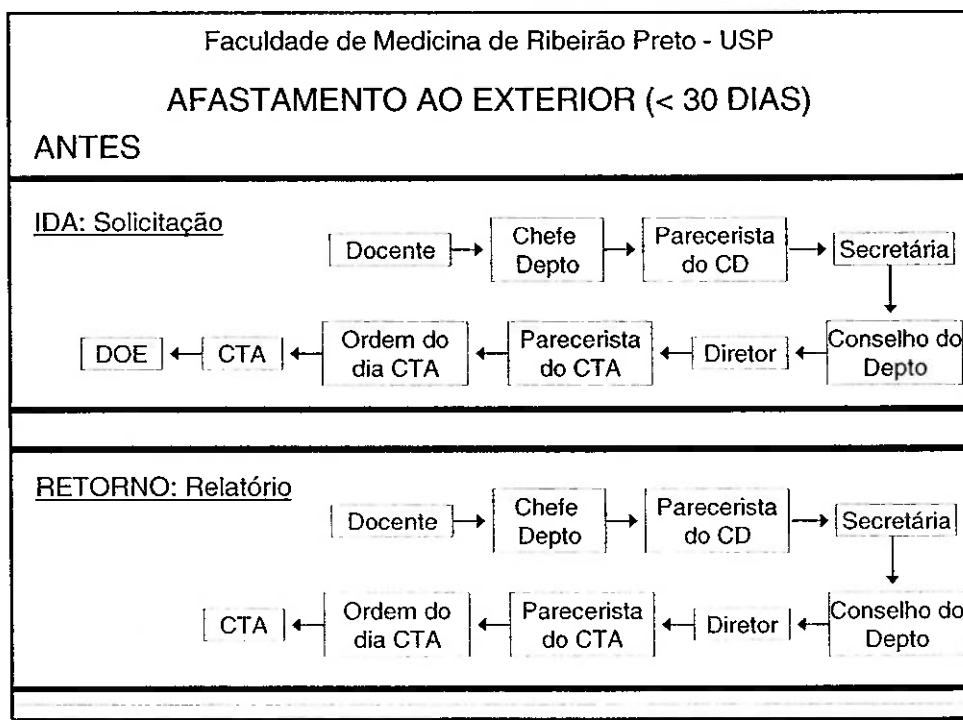 Faculdade de Medicina de Ribeirão Preto - USP
AFASTAMENTO AO EXTERIOR (< 30 DIAS)
ANTES
IDA: Solicitação
Docente
Chefe
Depto
Parecerista
do CD
Secretária
Conselho do
Depto
Diretor
Parecerista
do CTA
Ordem do
dia CTA
CTA
DOE
RETORNO: Relatório
Docente
Chefe
Depto
Parecerista
do CD
Secretária
Conselho do
Depto
Diretor
Parecerista
do CTA
Ordem do
dia CTA
CTA